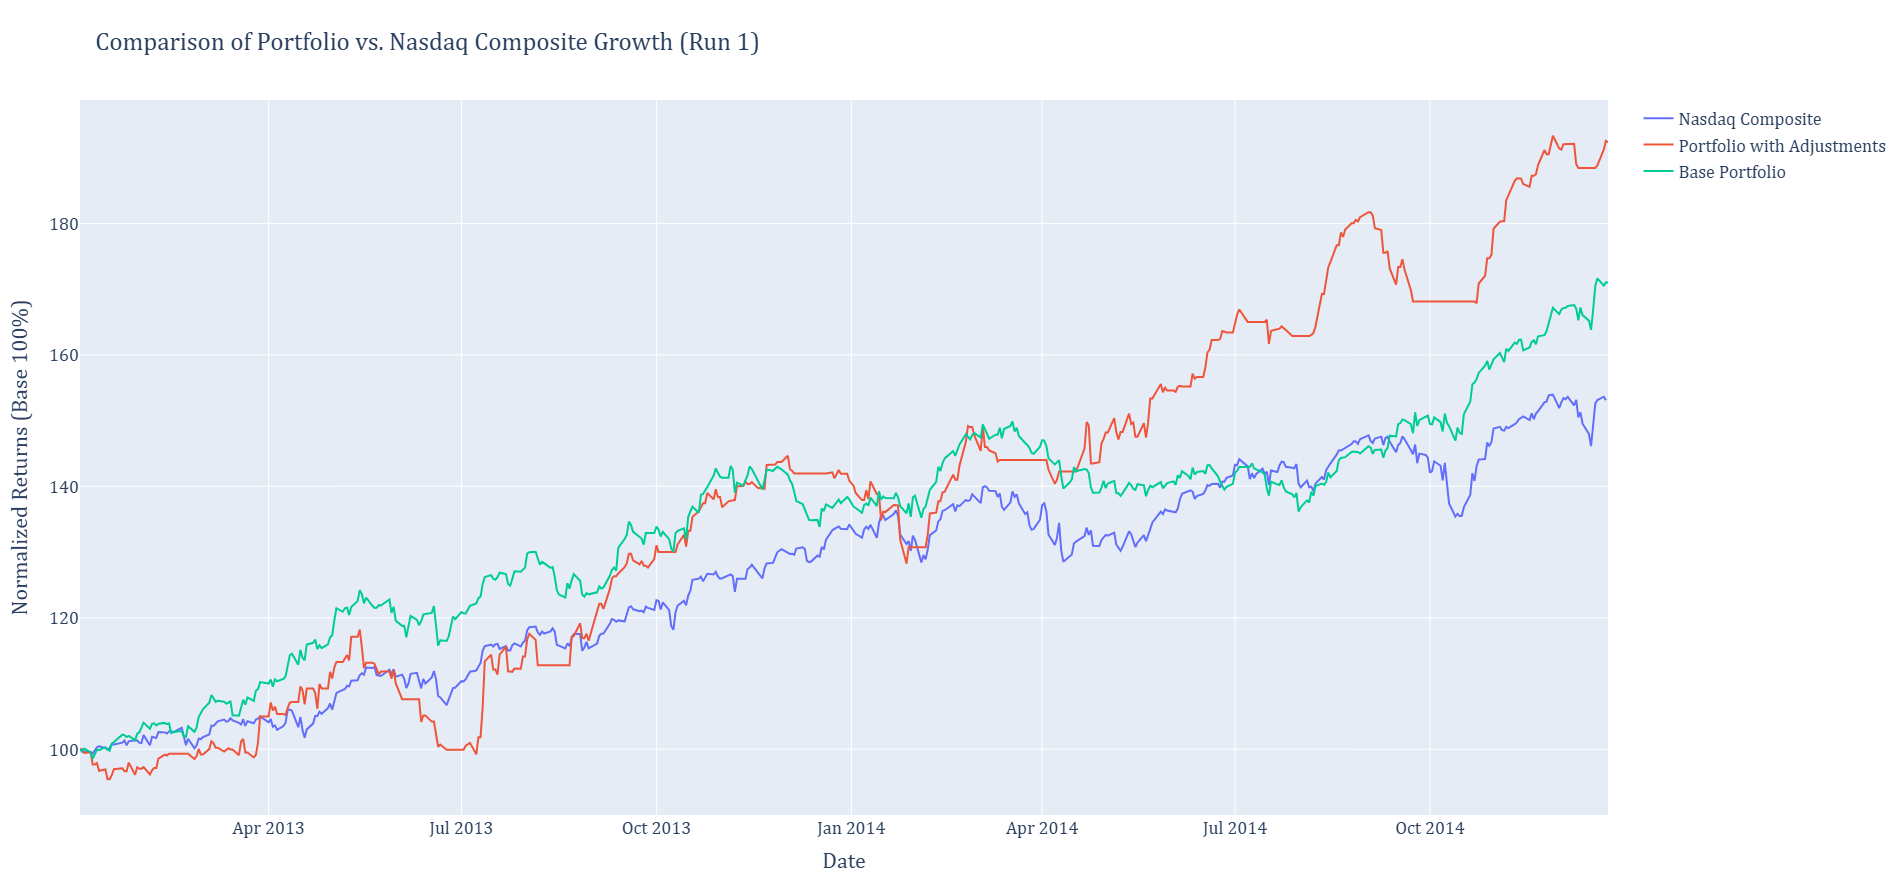 Comparison of Portfolio vs. Nasdaq Composite Growth (Run 1)
Nasdaq Composite
Portfolio with Adjustments
Base Portfolio
Normalized Returns (Base 100%)
180
160
140
120
100
Apr 2013
Jul 2013
Oct 2013
Jan 2014
Apr 2014
Jul 2014
Oct 2014
Date